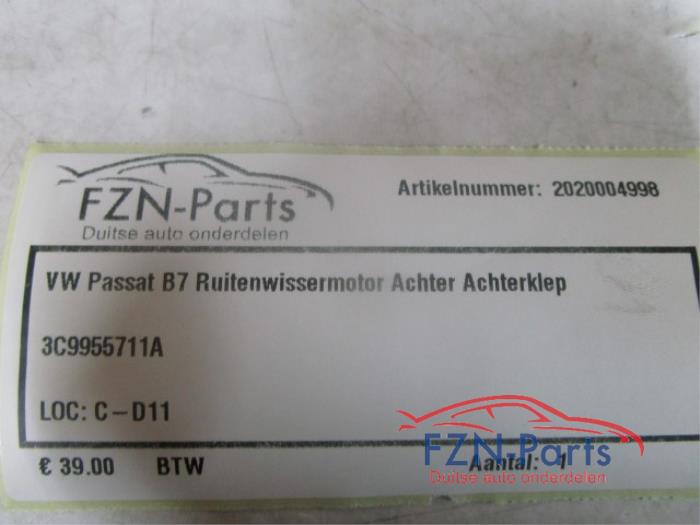 FZN-Parts
Duitse auto onderdelen
Artikelnummer: 2020004998
VW Passat B7 Ruitenwissermotor Achter Achterklep
3C9955711A
LOC: C-D11
€ 39.00 BTW
Aantal: 1
FZN-Parts
Duitse auto onderdelen